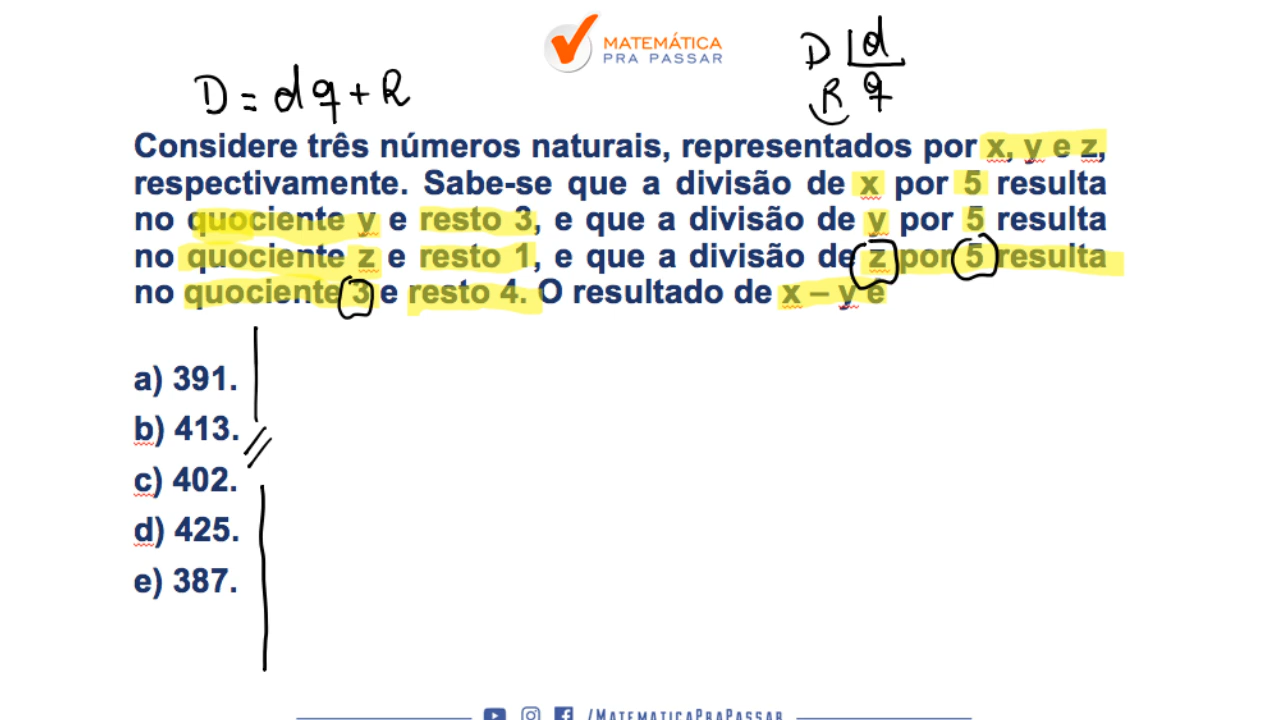 MATEMÁTICA
PRA PASSAR
D = dq + R
D d
R q
Considere três números naturais, representados por x, y e z,
respectivamente. Sabe-se que a divisão de x por 5 resulta
no quociente y e resto 3, e que a divisão de y por 5 resulta
no quociente z e resto 1, e que a divisão de z por 5 resulta
no quociente 3 e resto 4. O resultado de x – y é
a) 391.
b) 413.
c) 402.
d) 425.
e) 387.
/MATEMATICAPRAPASSAR